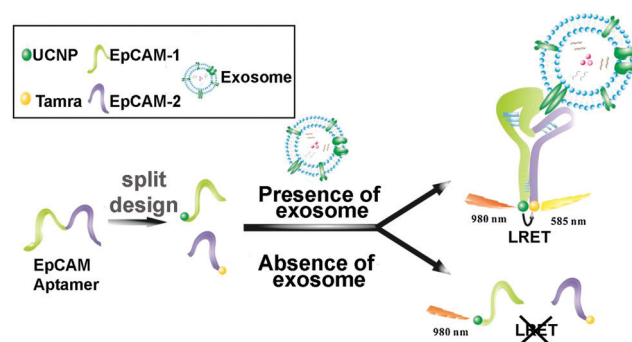 UCNP
EpCAM-1
Exosome
Tamra
EpCAM-2
split
design
EpCAM
Aptamer
Presence of
exosome
Absence of
exosome
980 nm
585 nm
LRET
980 nm
LRET